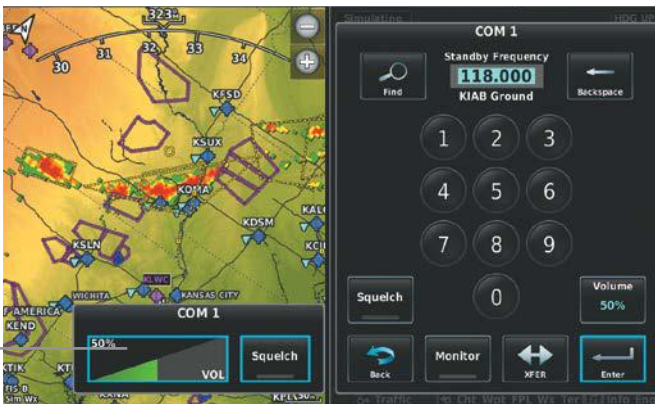 323°
30
31
32
33
34
KFSD
KSUX
KOMA
KDSM
KSLN
KLWC
WICHITA
KANSAS CITY
KEND
COM 1
50%
VOL
Squelch
Simulating
HDG UP
COM 1
Find
Standby Frequency
118.000
KIAB Ground
Backspace
1 2 3
4 5 6
7 8 9
0
Squelch
Volume
50%
Back
Monitor
XFER
Enter